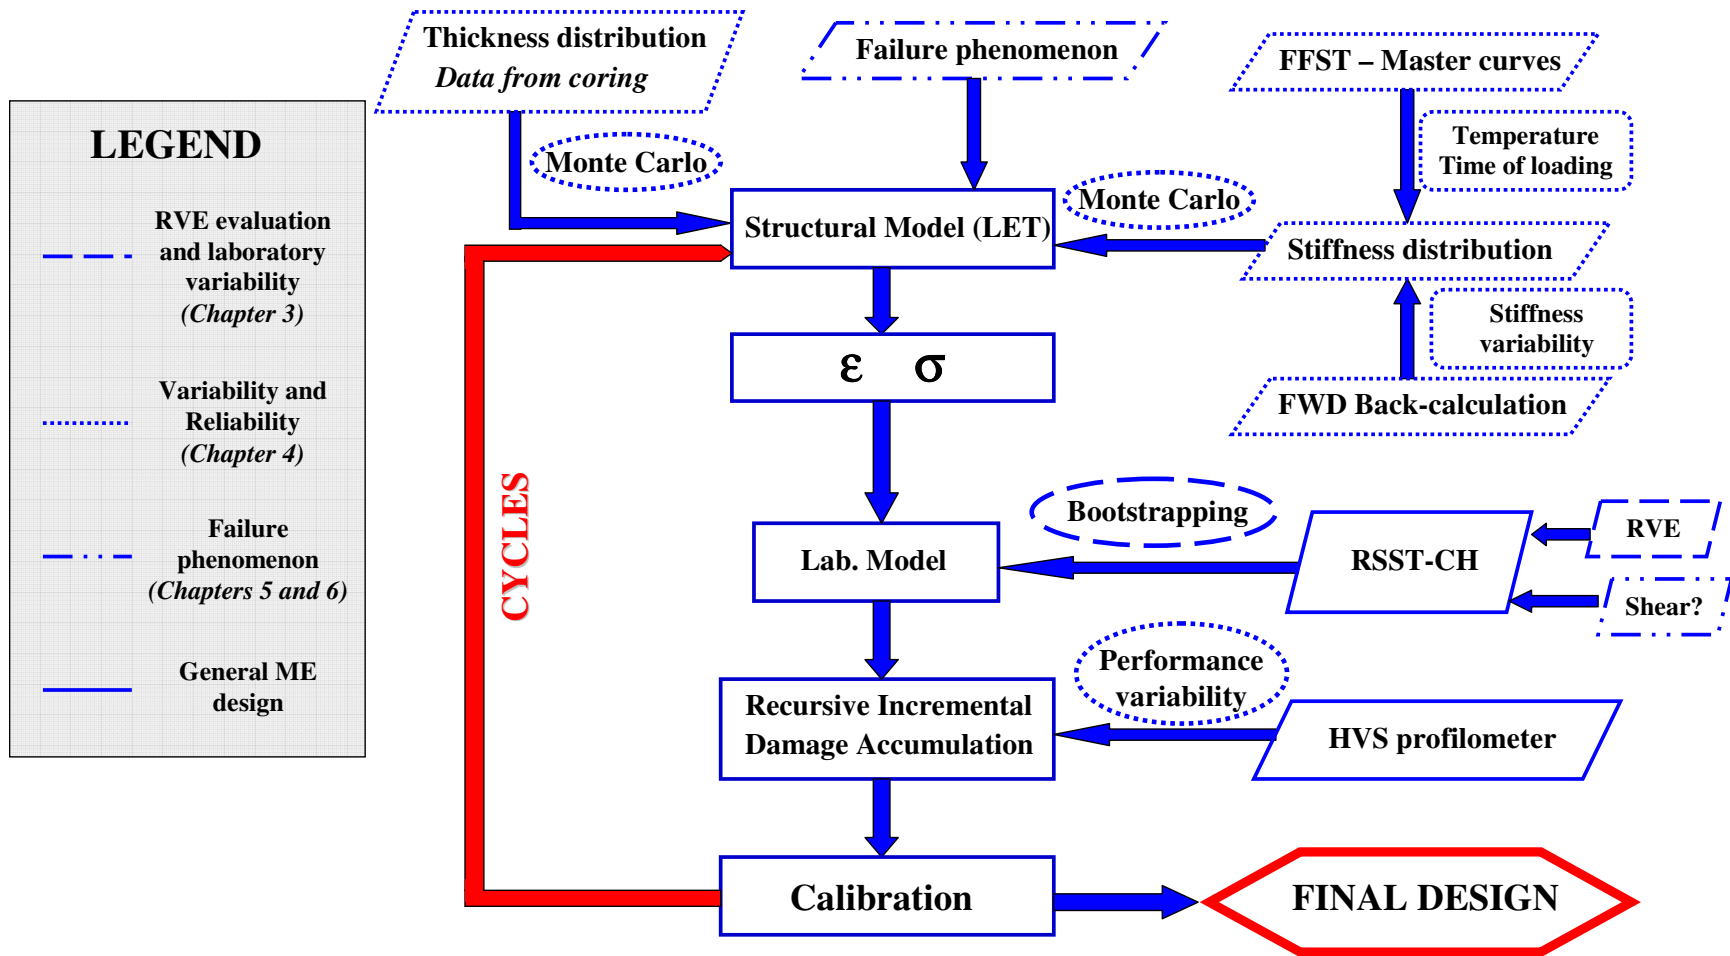 LEGEND
RVE evaluation
and laboratory
variability
(Chapter 3)
Variability and
Reliability
(Chapter 4)
Failure
phenomenon
(Chapters 5 and 6)
General ME
design
Thickness distribution
Data from coring
Failure phenomenon
FFST – Master curves
Monte Carlo
Temperature
Time of loading
Monte Carlo
Structural Model (LET)
Stiffness distribution
Stiffness
variability
ε σ
FWD Back-calculation
CYCLES
Bootstrapping
Lab. Model
RSST-CH
RVE
Shear?
Performance
variability
Recursive Incremental
Damage Accumulation
HVS profilometer
Calibration
FINAL DESIGN